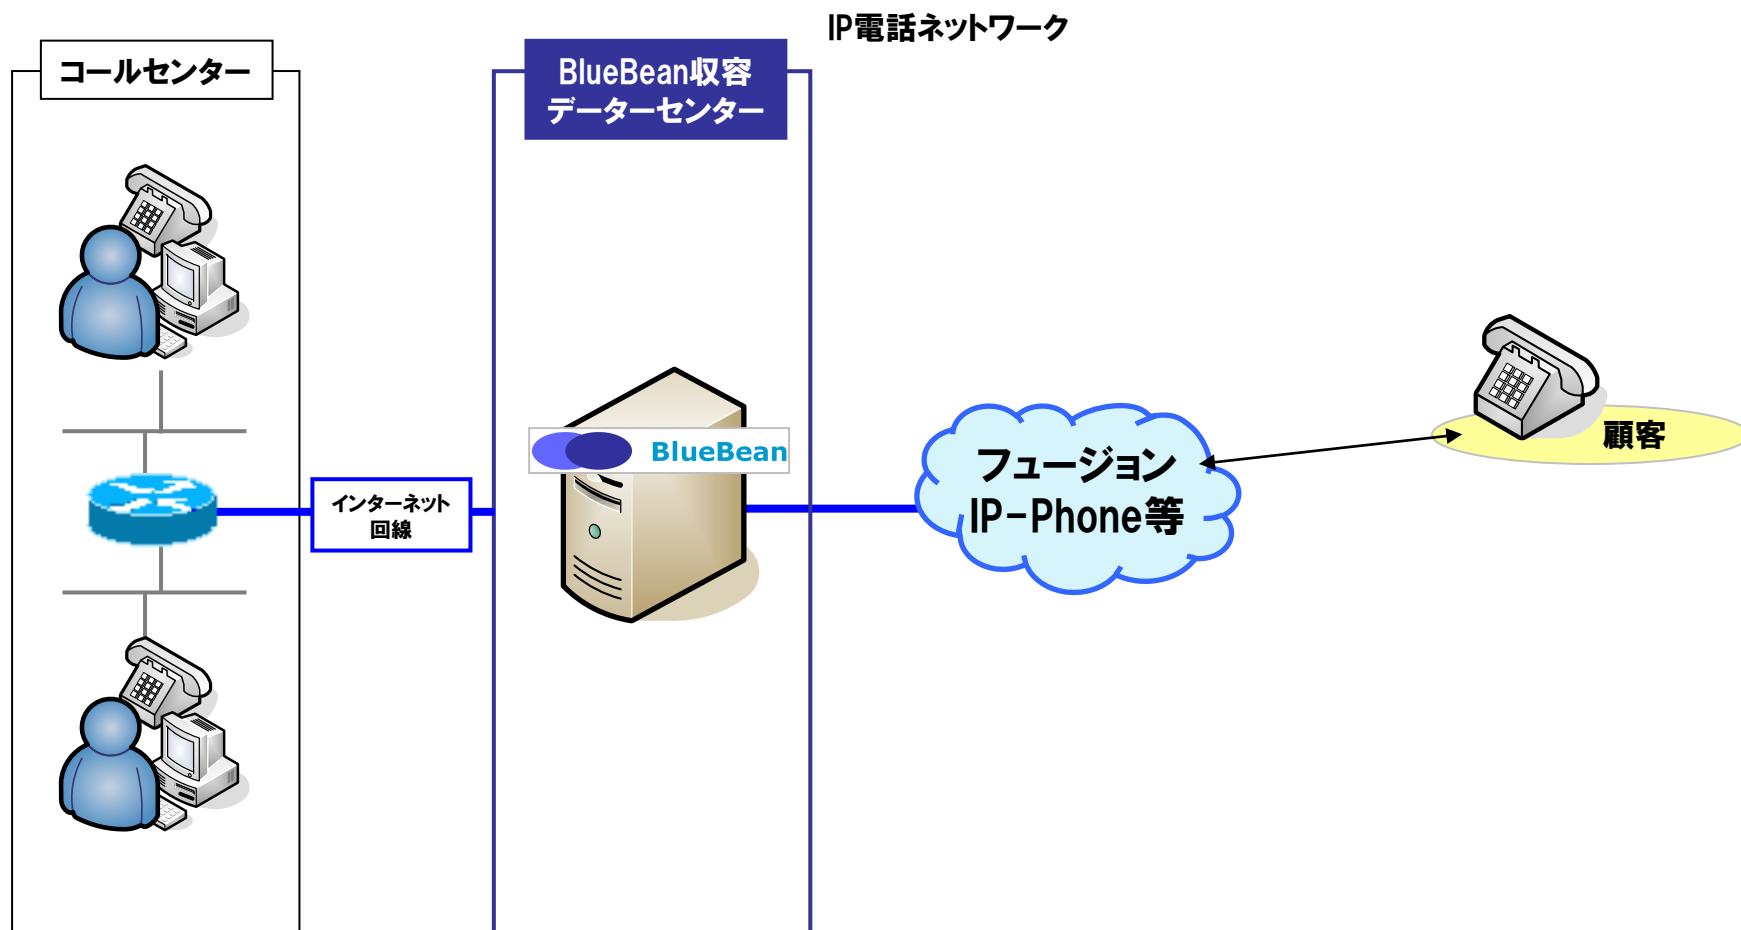 IP電話ネットワーク
コールセンター
BlueBean収容
データーセンター
BlueBean
インターネット
回線
フュージョン
IP-Phone等
顧客